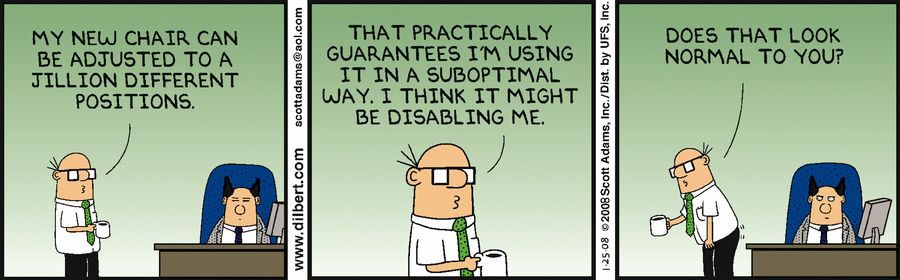 MY NEW CHAIR CAN
BE ADJUSTED TO A
JILLION DIFFERENT
POSITIONS.
www.dilbert.com scottadams@aol.com
THAT PRACTICALLY
GUARANTEES I'M USING
IT IN A SUBOPTIMAL
WAY. I THINK IT MIGHT
BE DISABLING ME.
1-25-08 ©2008 Scott Adams, Inc./Dist. by UFS, Inc.
DOES THAT LOOK
NORMAL TO YOU?